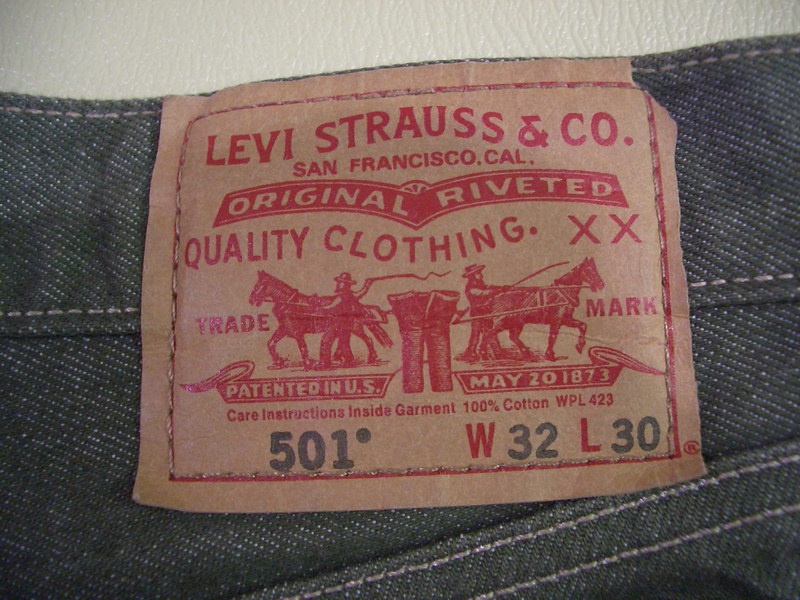 LEVI STRAUSS & CO.
SAN FRANCISCO, CAL.
ORIGINAL RIVETED
QUALITY CLOTHING. XX
TRADE MARK
PATENTED IN U.S. MAY 20 1873
Care Instructions Inside Garment 100% Cotton WPL 423
501® W 32 L 30 ®